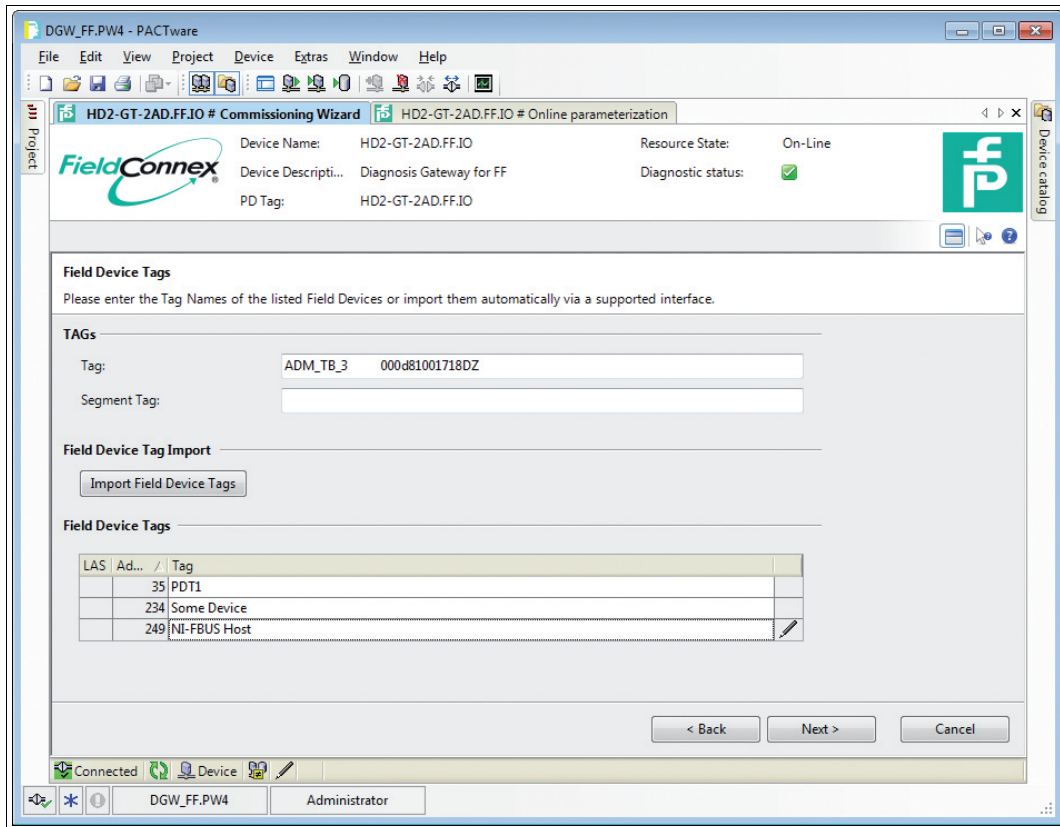 DGW_FF.PW4 - PACTware
File Edit View Project Device Extras Window Help
HD2-GT-2AD.FF.IO # Commissioning Wizard HD2-GT-2AD.FF.IO # Online parameterization
Project
Device catalog
FieldConnex®
Device Name: HD2-GT-2AD.FF.IO Resource State: On-Line
Device Descripti... Diagnosis Gateway for FF Diagnostic status:
PD Tag: HD2-GT-2AD.FF.IO
Field Device Tags
Please enter the Tag Names of the listed Field Devices or import them automatically via a supported interface.
TAGs
Tag: ADM_TB_3 000d81001718DZ
Segment Tag:
Field Device Tag Import
Import Field Device Tags
Field Device Tags
LAS Ad... / Tag
35 PDT1
234 Some Device
249 NI-FBUS Host
< Back Next > Cancel
Connected Device
DGW_FF.PW4 Administrator